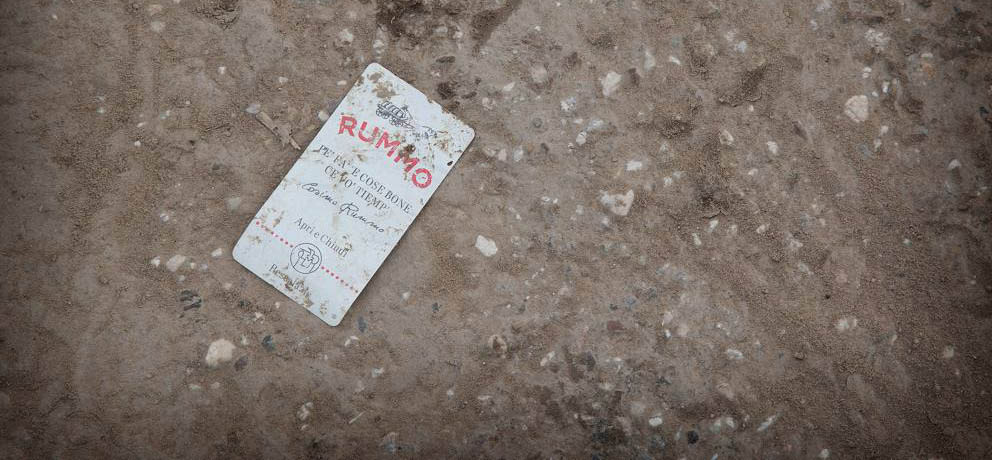 RUMMO
PE' FA' E COSE BONE
CE VO' TIEMP'
Cosimo Rummo
Apri e Chiudi